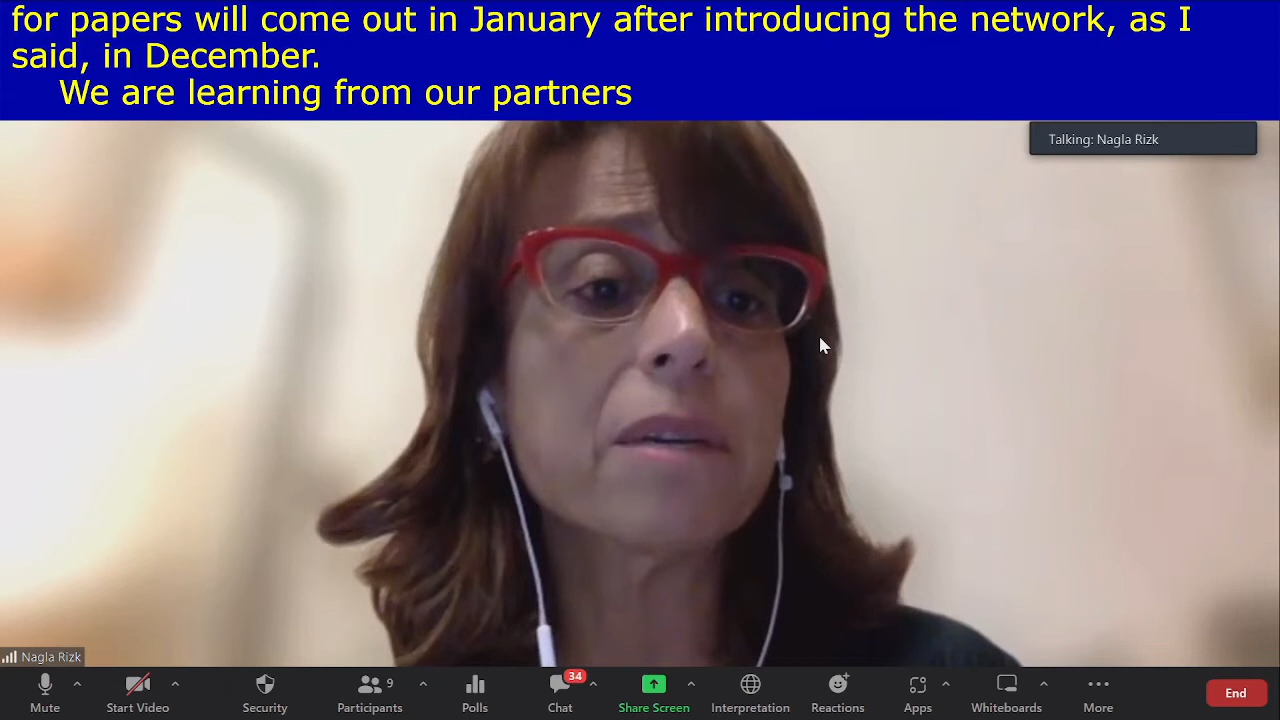 for papers will come out in January after introducing the network, as I
said, in December.
We are learning from our partners
Talking: Nagla Rizk
Nagla Rizk
Mute
Start Video
Security
9
Participants
Polls
34
Chat
Share Screen
Interpretation
Reactions
Apps
Whiteboards
More
End